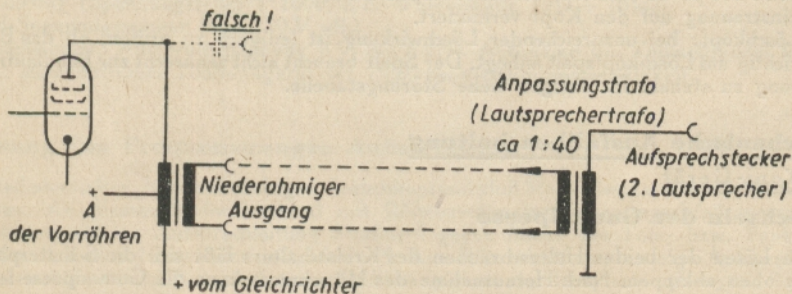 falsch!
Anpassungstrafo
(Lautsprechertrafo)
ca 1:40
Aufsprechstecker
(2. Lautsprecher)
Niederohmiger
Ausgang
+
A
der Vorröhren
+ vom Gleichrichter